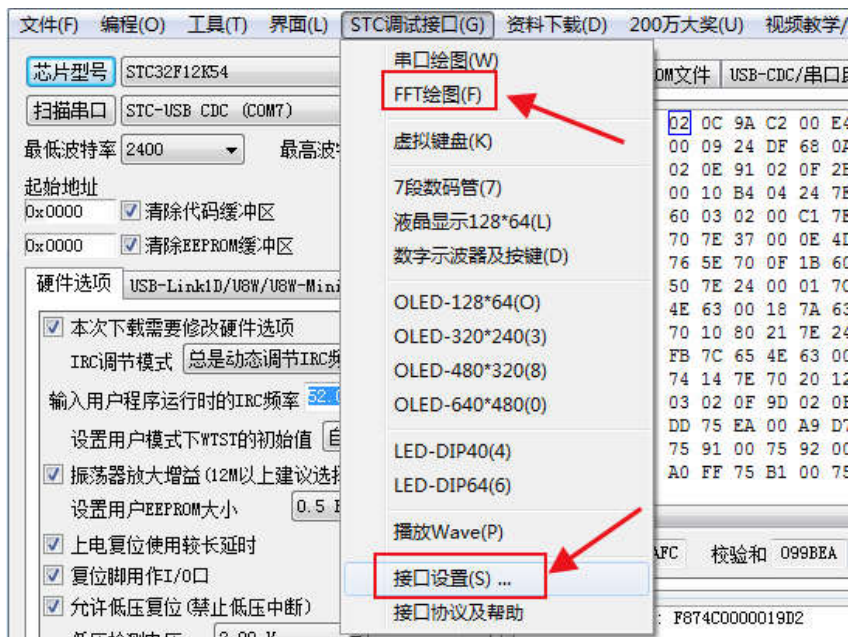 文件(F) 编程(O) 工具(T) 界面(L) STC调试接口(G) 资料下载(D) 200万大奖(U) 视频教学/
芯片型号 STC32F12K54
扫描串口 STC-USB CDC (COM7)
最低波特率 2400 最高波
起始地址
0x0000 清除代码缓冲区
0x0000 清除EEPROM缓冲区
硬件选项 USB-Link1D/U8W/U8W-Mini
本次下载需要修改硬件选项
IRC调节模式 总是动态调节IRC频
输入用户程序运行时的IRC频率 52.0
设置用户模式下WTST的初始值 自
振荡器放大增益(12M以上建议选择
设置用户EEPROM大小 0.5
上电复位使用较长延时
复位脚用作I/O口
允许低压复位(禁止低压中断)
串口绘图(W)
FFT绘图(F)
虚拟键盘(K)
7段数码管(7)
液晶显示128*64(L)
数字示波器及按键(D)
OLED-128*64(O)
OLED-320*240(3)
OLED-480*320(8)
OLED-640*480(0)
LED-DIP40(4)
LED-DIP64(6)
播放Wave(P)
接口设置(S) ...
接口协议及帮助
OM文件 USB-CDC/串口
02 0C 9A C2 00 E4
00 09 24 DF 68 0A
02 0E 91 02 0F 2E
00 10 B4 04 24 7E
60 03 02 00 C1 7E
70 7E 37 00 0E 4D
76 5E 70 0F 1B 60
50 7E 24 00 01 70
4E 63 00 18 7A 63
70 10 80 21 7E 24
FB 7C 65 4E 63 00
74 14 7E 70 20 12
03 02 0F 9D 02 0E
DD 75 EA 00 A9 D7
75 91 00 75 92 00
A0 FF 75 B1 00 75
AFC 校验和 099BEA
: F874C0000019D2